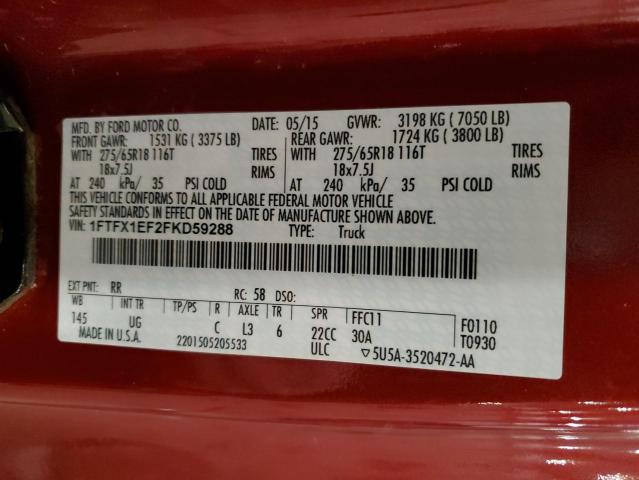 MFD. BY FORD MOTOR CO. DATE: 05/15 GVWR: 3198 KG ( 7050 LB)
FRONT GAWR: 1531 KG ( 3375 LB) REAR GAWR: 1724 KG ( 3800 LB)
WITH 275/65R18 116T TIRES WITH 275/65R18 116T TIRES
18x7.5J RIMS 18x7.5J RIMS
AT 240 kPa/ 35 PSI COLD AT 240 kPa/ 35 PSI COLD
THIS VEHICLE CONFORMS TO ALL APPLICABLE FEDERAL MOTOR VEHICLE
SAFETY STANDARDS IN EFFECT ON THE DATE OF MANUFACTURE SHOWN ABOVE.
VIN: 1FTFX1EF2FKD59288 TYPE: Truck
EXT PNT: RR RC: 58 DSO:
WB INT TR TP/PS R AXLE TR SPR FFC11 F0110
145 UG C L3 6 22CC 30A T0930
MADE IN U.S.A. 2201505205533 ULC ▽5U5A-3520472-AA